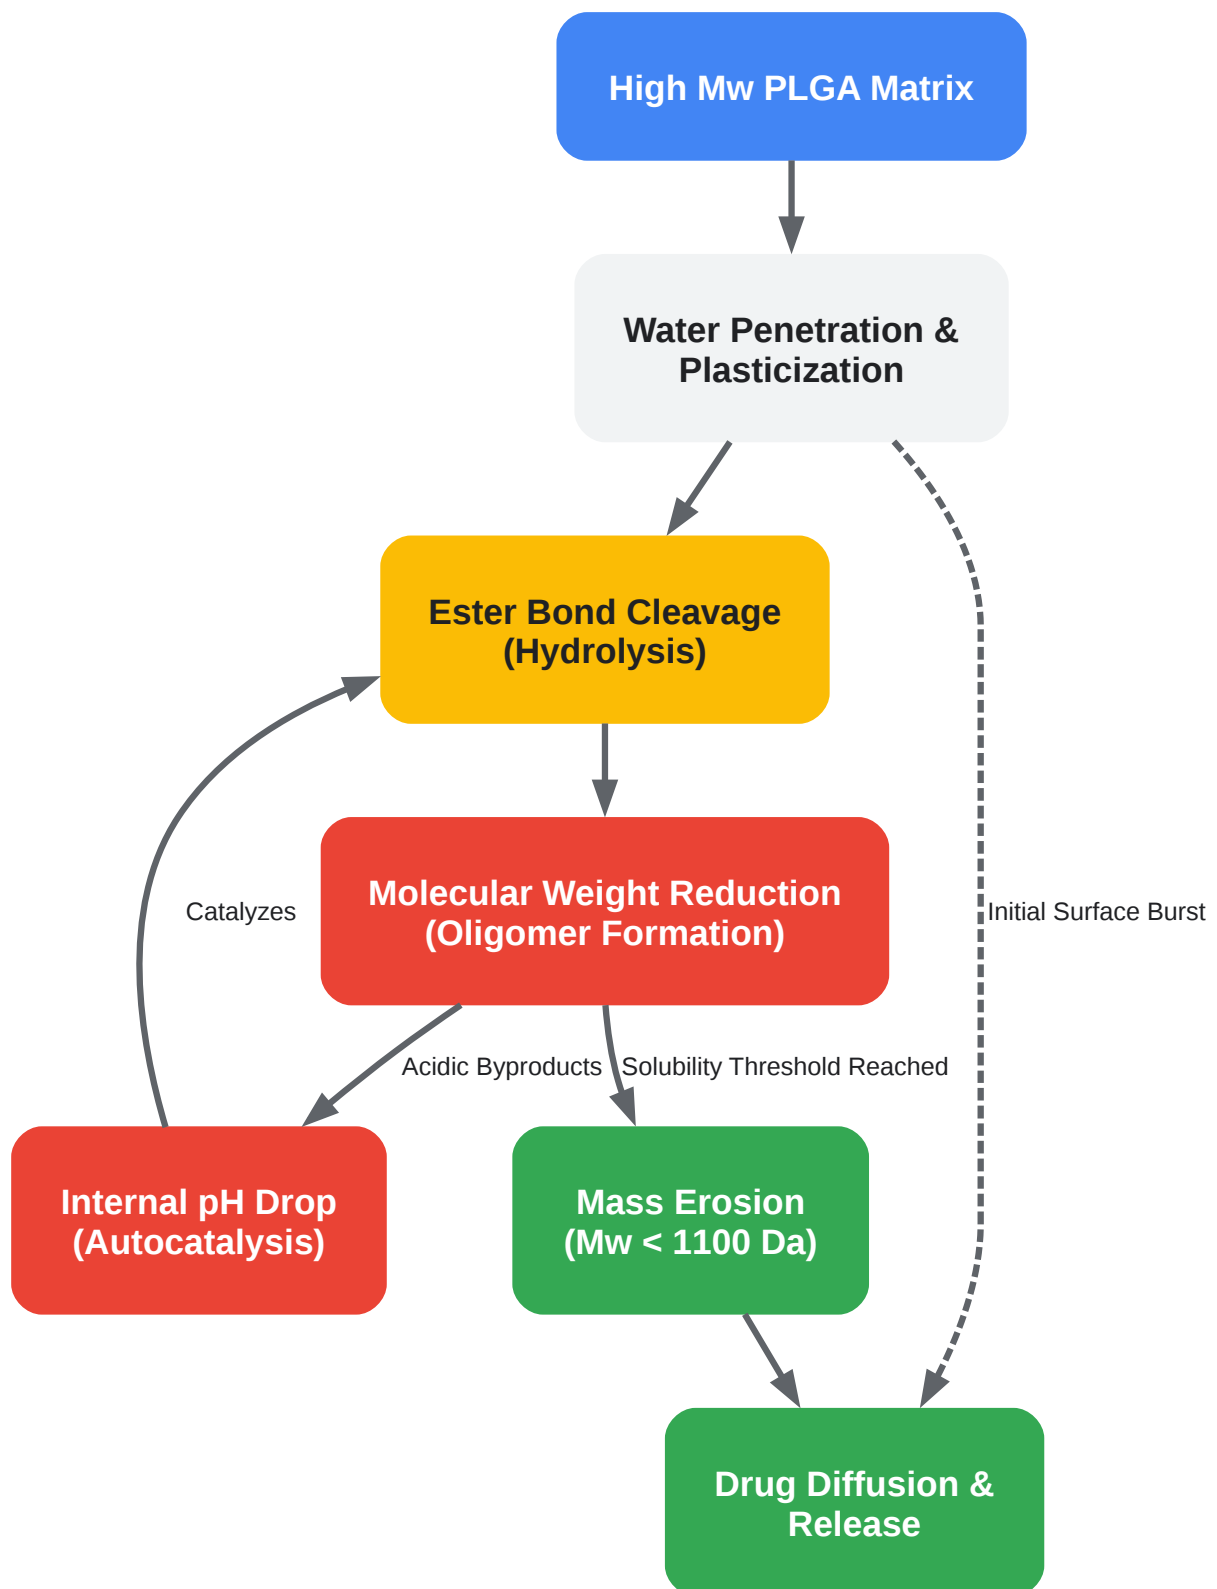 High Mw PLGA Matrix
Water Penetration &
Plasticization
Ester Bond Cleavage
(Hydrolysis)
Molecular Weight Reduction
(Oligomer Formation)
Catalyzes
Initial Surface Burst
Acidic Byproducts
Solubility Threshold Reached
Internal pH Drop
(Autocatalysis)
Mass Erosion
(Mw < 1100 Da)
Drug Diffusion &
Release